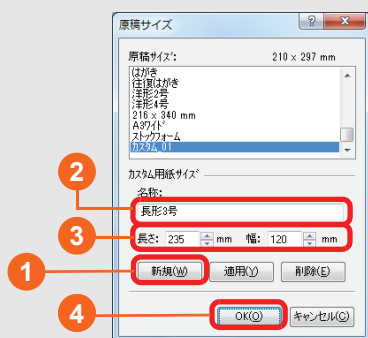 原稿サイズ
原稿サイズ: 210 x 297 mm
はがき
往復はがき
洋形2号
洋形4号
216 x 340 mm
A3ワイド
ストックフォーム
カスタム_01
カスタム用紙サイズ
2
名称:
長形3号
3
長さ: 235 mm 幅: 120 mm
1
新規(W) 適用(Y) 削除(E)
4
OK(O) キャンセル(C)